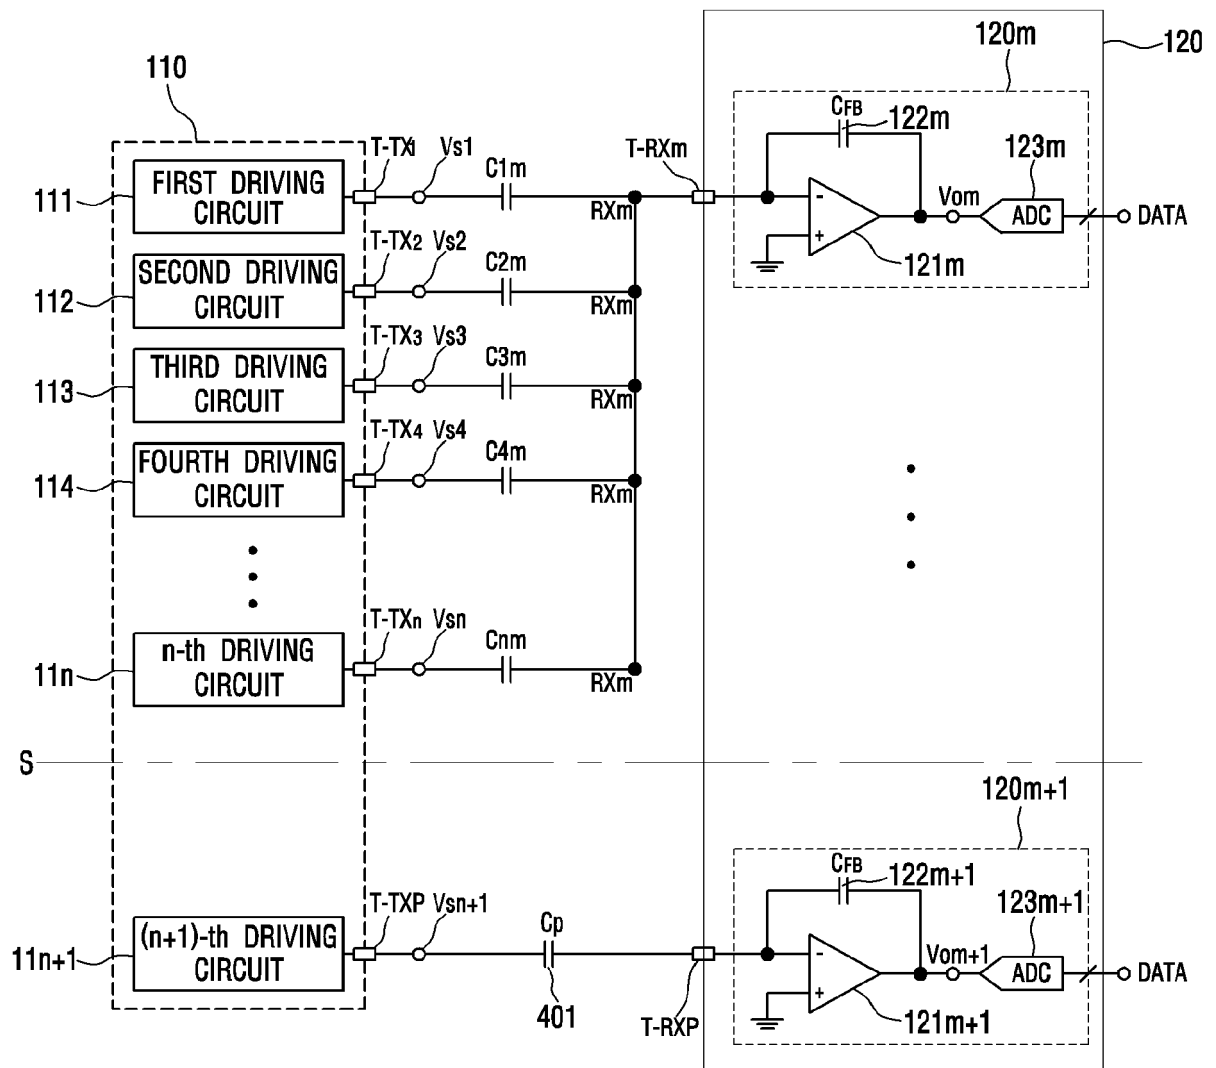 120m
120
110
CFB
122m
T-TX1 Vs1
C1m
T-RXm
123m
FIRST DRIVING
CIRCUIT
111
RXm
-
+
Vom
ADC
DATA
121m
T-TX2 Vs2
C2m
SECOND DRIVING
CIRCUIT
112
RXm
T-TX3 Vs3
C3m
THIRD DRIVING
CIRCUIT
113
RXm
T-TX4 Vs4
C4m
FOURTH DRIVING
CIRCUIT
114
RXm
T-TXn Vsn
Cnm
n-th DRIVING
CIRCUIT
11n
RXm
S
120m+1
CFB
122m+1
T-TXP Vsn+1
Cp
123m+1
(n+1)-th DRIVING
CIRCUIT
11n+1
-
+
Vom+1
ADC
DATA
401
T-RXP
121m+1